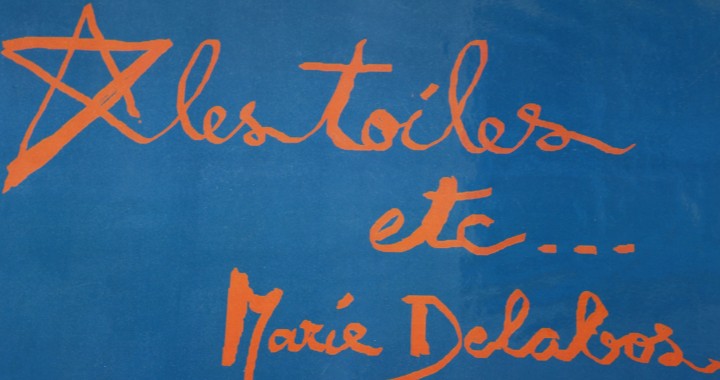 les toiles
etc...
Marie Delabos